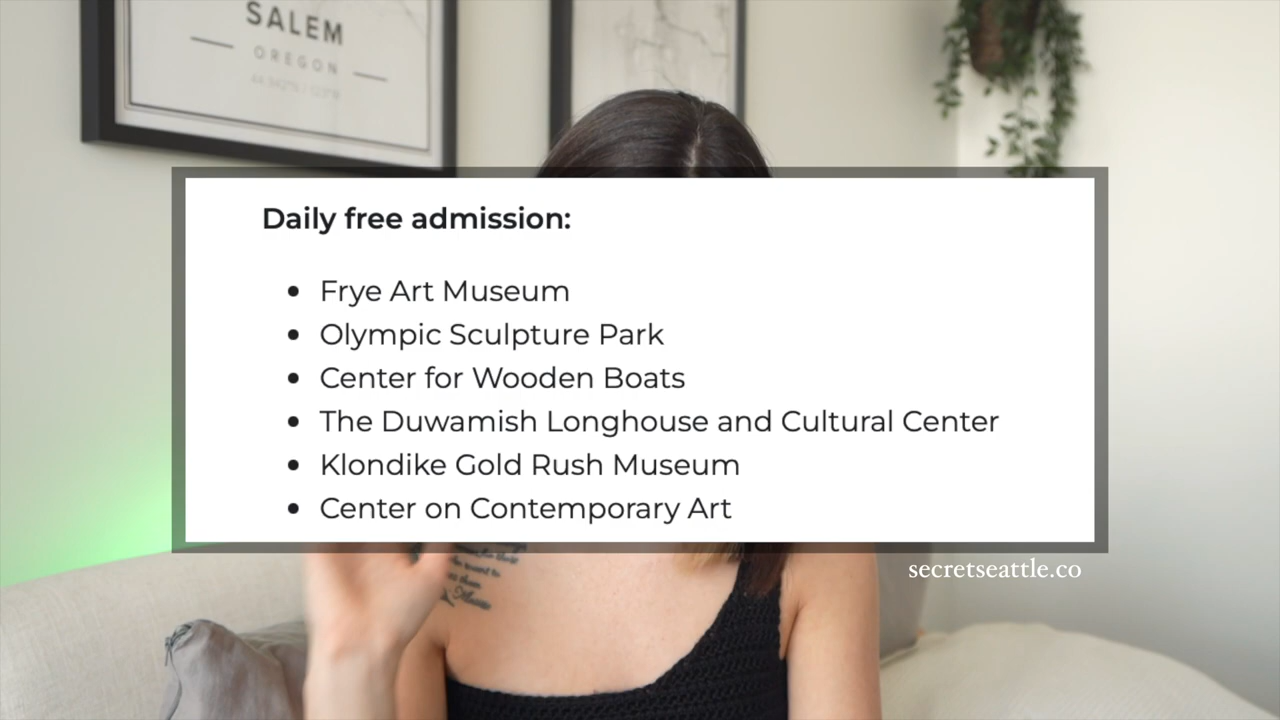 SALEM
OREGON
Daily free admission:
Frye Art Museum
Olympic Sculpture Park
Center for Wooden Boats
The Duwamish Longhouse and Cultural Center
Klondike Gold Rush Museum
Center on Contemporary Art
secretseattle.co